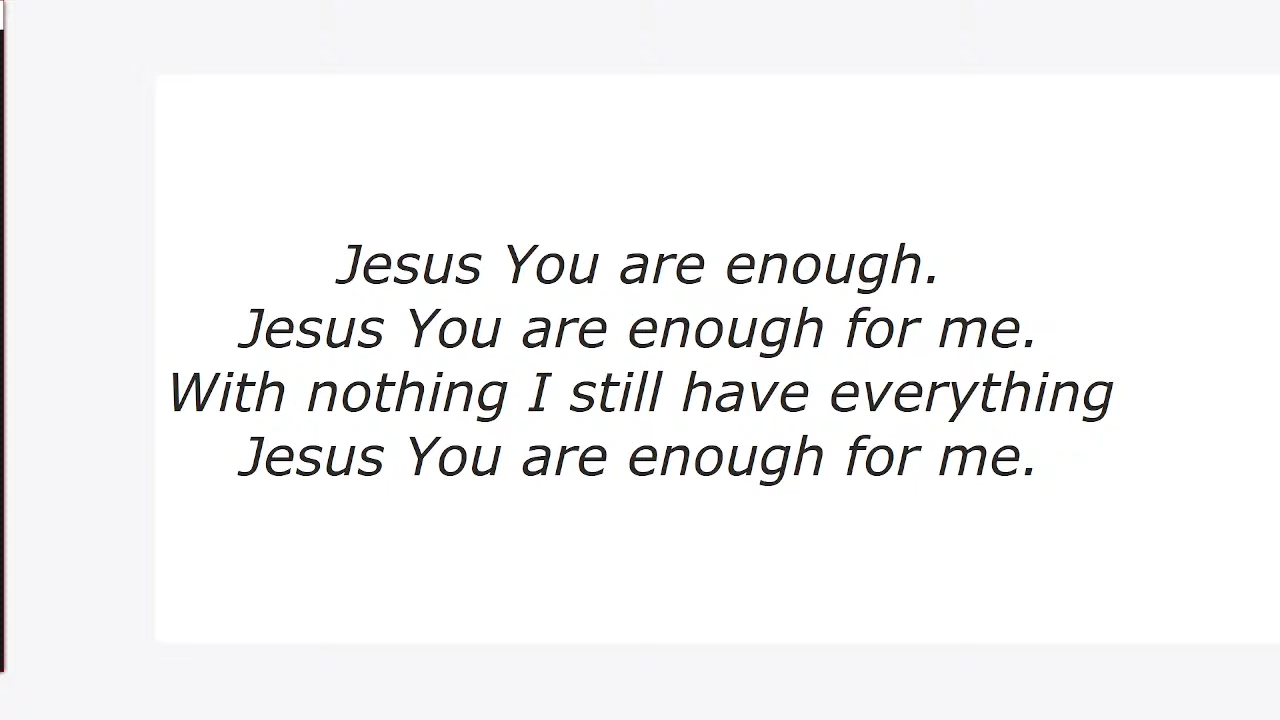 Jesus You are enough.
Jesus You are enough for me.
With nothing I still have everything
Jesus You are enough for me.